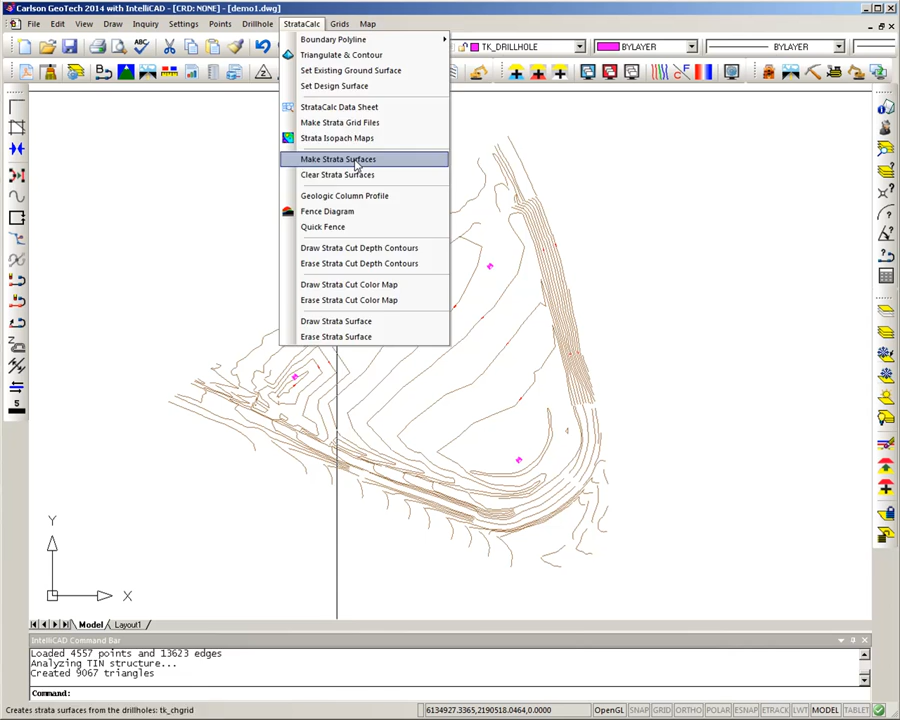 Carlson GeoTech 2014 with IntelliCAD - [CRD: NONE] - [demo1.dwg]
File Edit View Draw Inquiry Settings Points Drillhole StrataCalc Grids Map
TK_DRILLHOLE BYLAYER BYLAYER
Boundary Polyline
Triangulate & Contour
Set Existing Ground Surface
Set Design Surface
StrataCalc Data Sheet
Make Strata Grid Files
Strata Isopach Maps
Make Strata Surfaces
Clear Strata Surfaces
Geologic Column Profile
Fence Diagram
Quick Fence
Draw Strata Cut Depth Contours
Erase Strata Cut Depth Contours
Draw Strata Cut Color Map
Erase Strata Cut Color Map
Draw Strata Surface
Erase Strata Surface
5
Y
X
Model Layout1
IntelliCAD Command Bar
Loaded 4557 points and 13623 edges
Analyzing TIN structure...
Created 9067 triangles
Command:
Creates strata surfaces from the drillholes: tk_chgrid 6134927.3365,2190518.0464,0.0000 OpenGL SNAP GRID ORTHO POLAR ESNAP ETRACK LWT MODEL TABLET